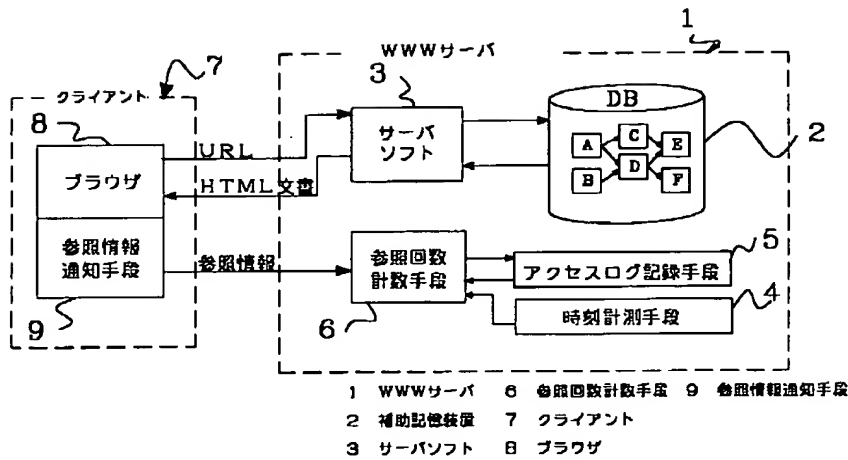 1
WWWサーバ
7
クライアント
3
DB
8
サーバ
ソフト
A
C
E
2
URL
ブラウザ
B
D
F
HTML文書
参照情報
通知手段
参照情報
参照回数
計数手段
5
アクセスログ記録手段
4
9
6
時刻計測手段
1 WWWサーバ 6 参照回数計数手段 9 参照情報通知手段
2 補助記憶装置 7 クライアント
3 サーバソフト 8 ブラウザ